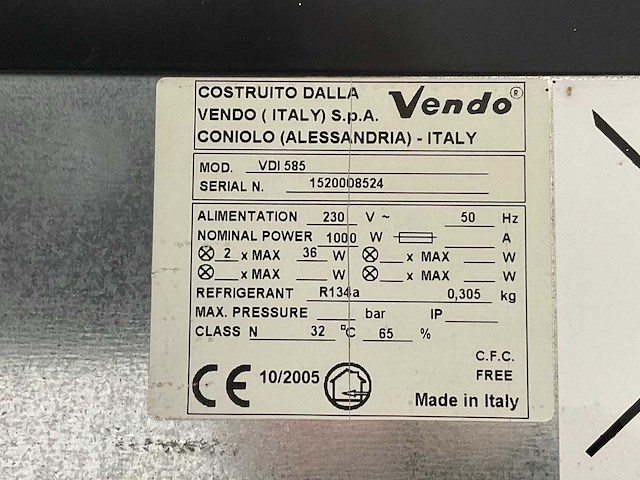 COSTRUITO DALLA
VENDO ( ITALY) S.p.A. Vendo ®
CONIOLO (ALESSANDRIA) - ITALY
MOD. VDI 585
SERIAL N. 1520008524
ALIMENTATION 230 V ~ 50 Hz
NOMINAL POWER 1000 W A
2 x MAX 36 W x MAX W
x MAX W x MAX W
REFRIGERANT R134a 0,305 kg
MAX. PRESSURE bar IP
CLASS N 32 °C 65 %
C.F.C.
CE 10/2005 FREE
Made in Italy